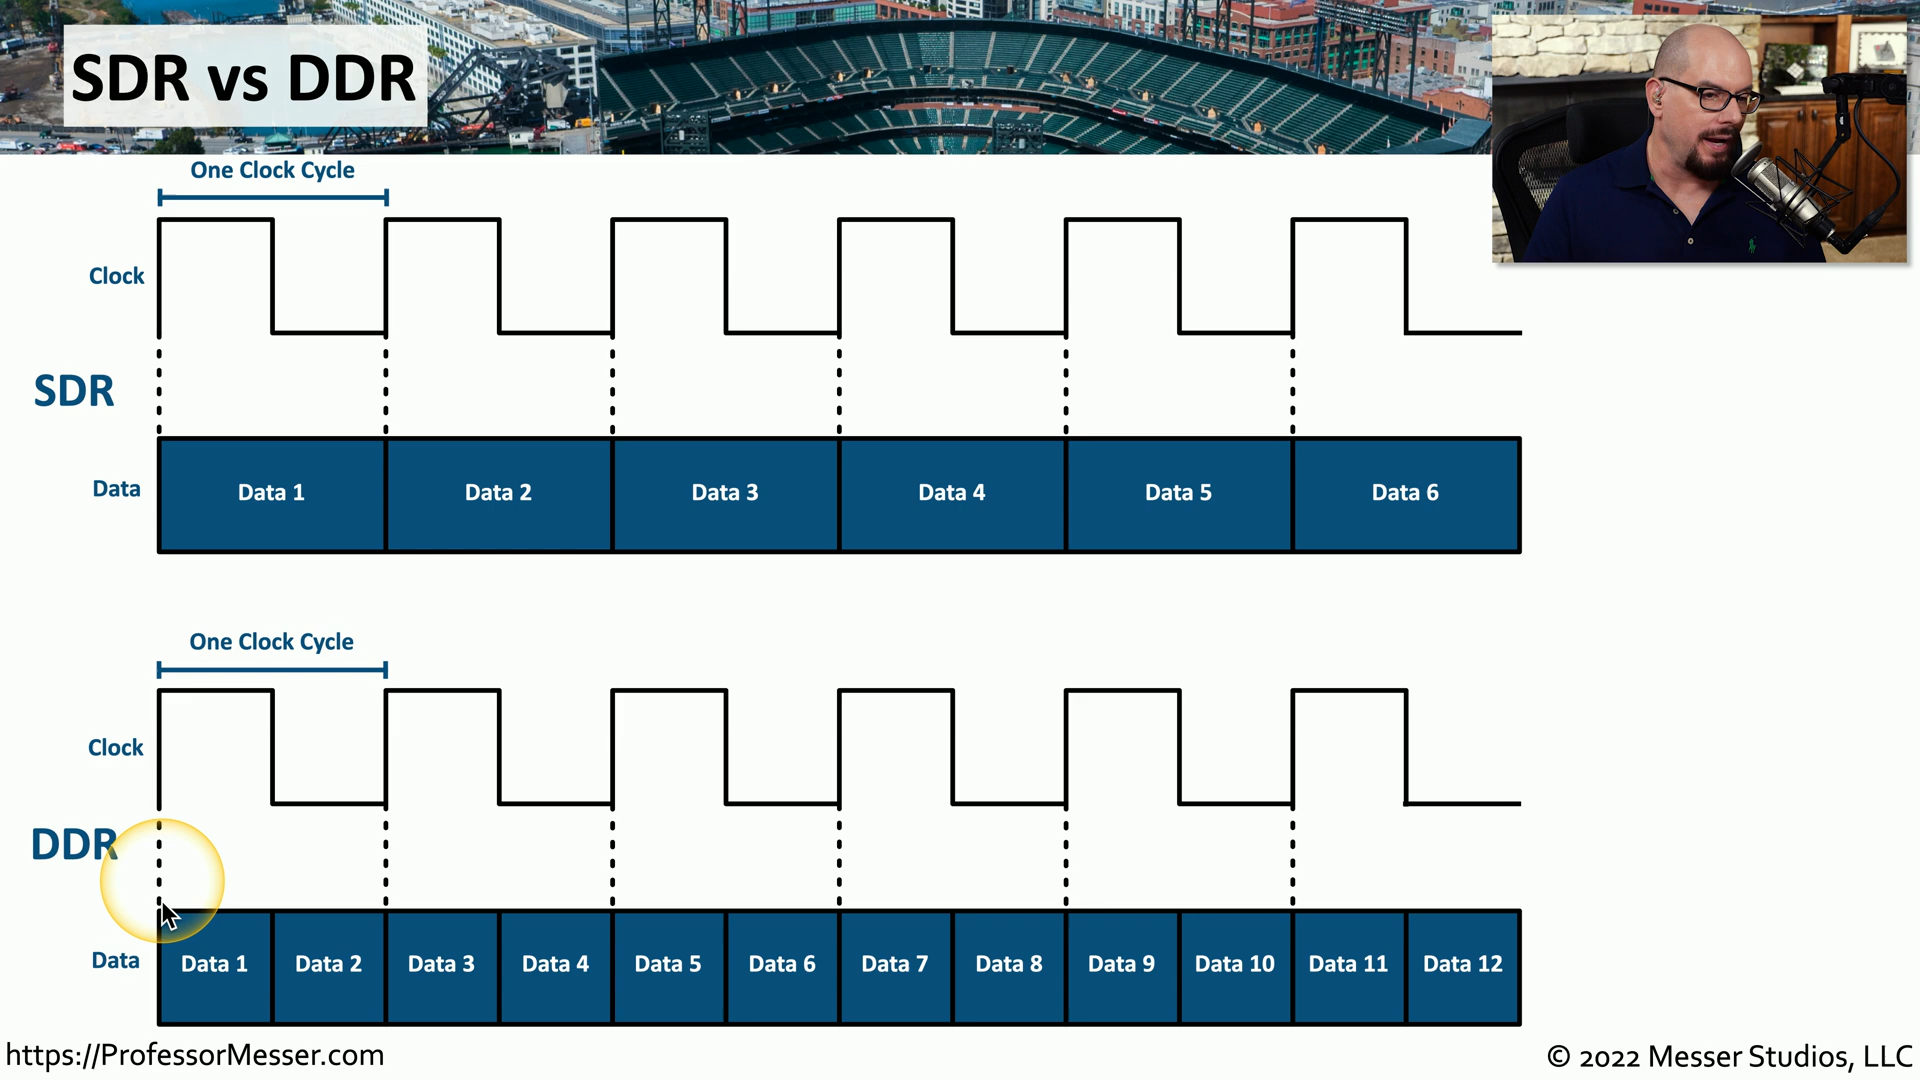 SDR vs DDR
One Clock Cycle
Clock
SDR
Data
Data 1 Data 2 Data 3 Data 4 Data 5 Data 6
One Clock Cycle
Clock
DDR
Data
Data 1 Data 2 Data 3 Data 4 Data 5 Data 6 Data 7 Data 8 Data 9 Data 10 Data 11 Data 12
https://ProfessorMesser.com
© 2022 Messer Studios, LLC